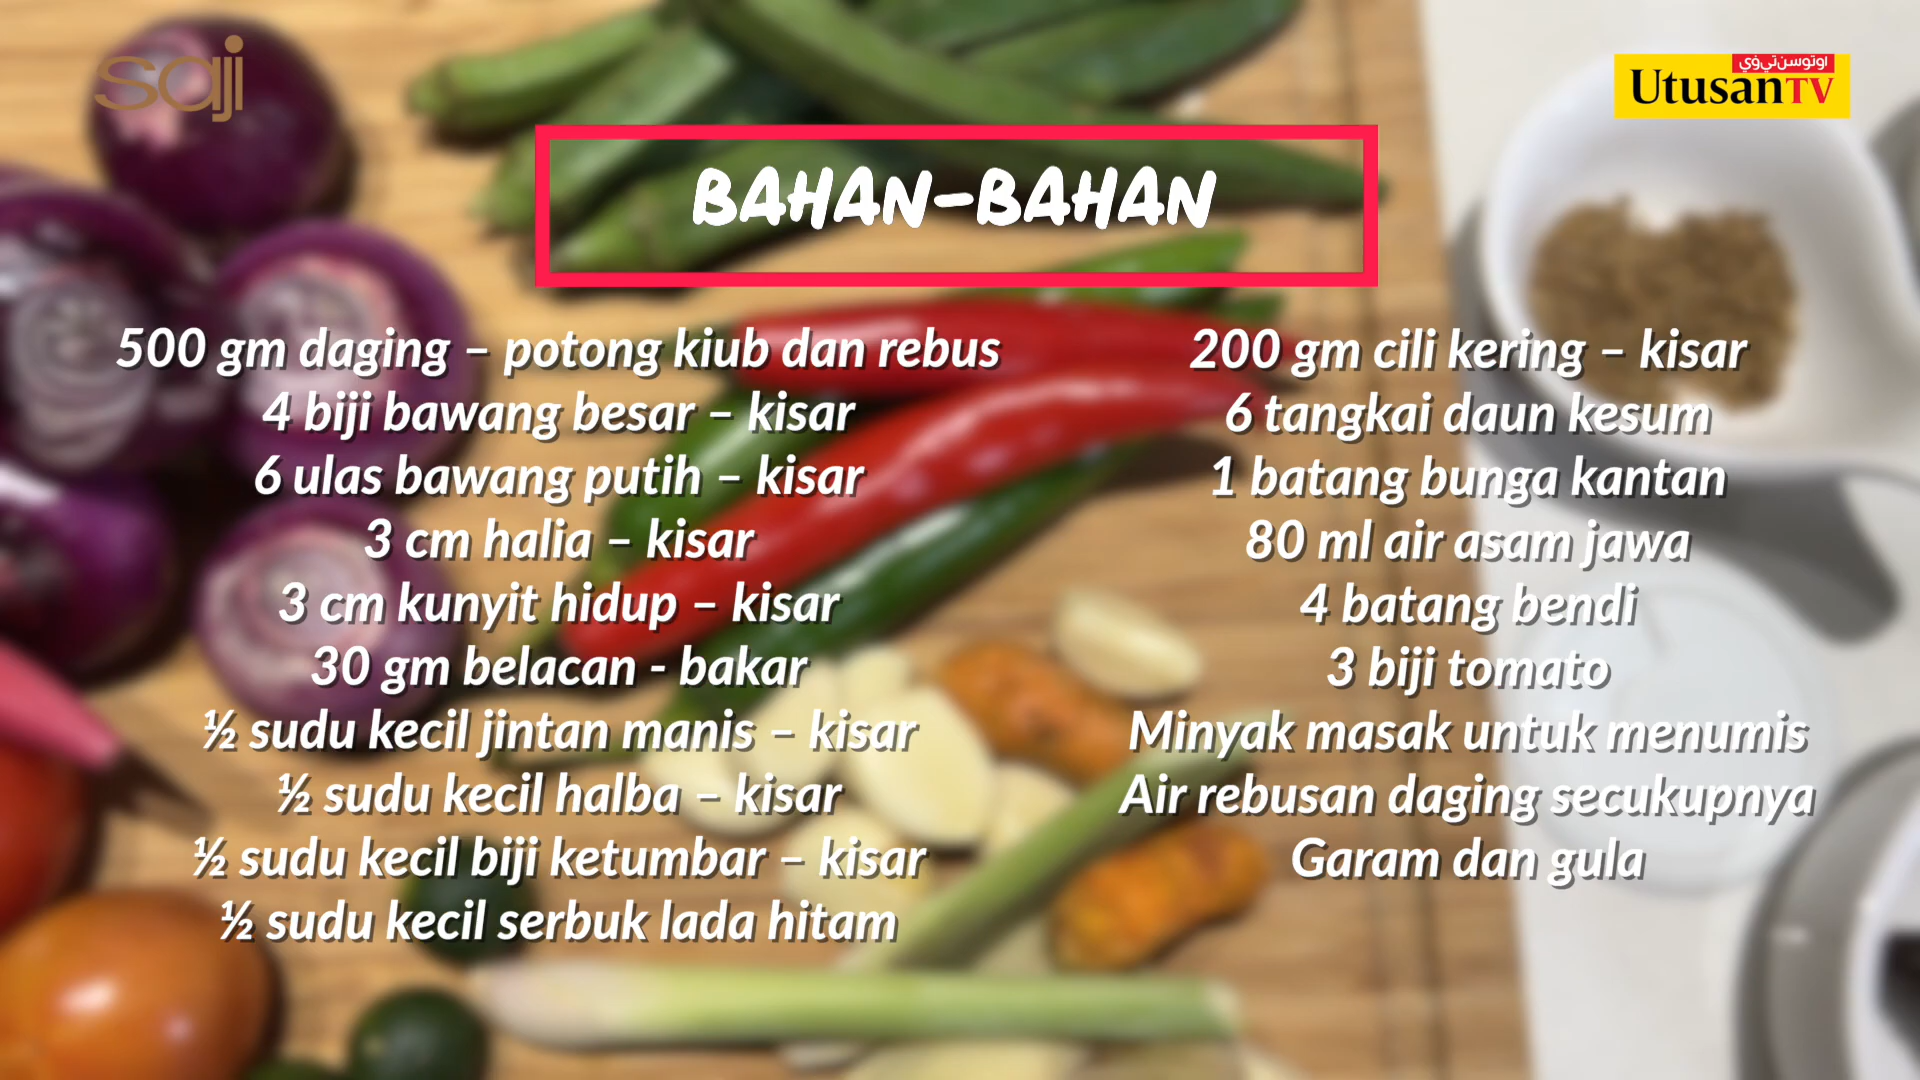 saji
اوتوسن تيۏي
UtusanTV
BAHAN-BAHAN
500 gm daging – potong kiub dan rebus
4 biji bawang besar – kisar
6 ulas bawang putih – kisar
3 cm halia – kisar
3 cm kunyit hidup – kisar
30 gm belacan - bakar
½ sudu kecil jintan manis – kisar
½ sudu kecil halba – kisar
½ sudu kecil biji ketumbar – kisar
½ sudu kecil serbuk lada hitam
200 gm cili kering – kisar
6 tangkai daun kesum
1 batang bunga kantan
80 ml air asam jawa
4 batang bendi
3 biji tomato
Minyak masak untuk menumis
Air rebusan daging secukupnya
Garam dan gula